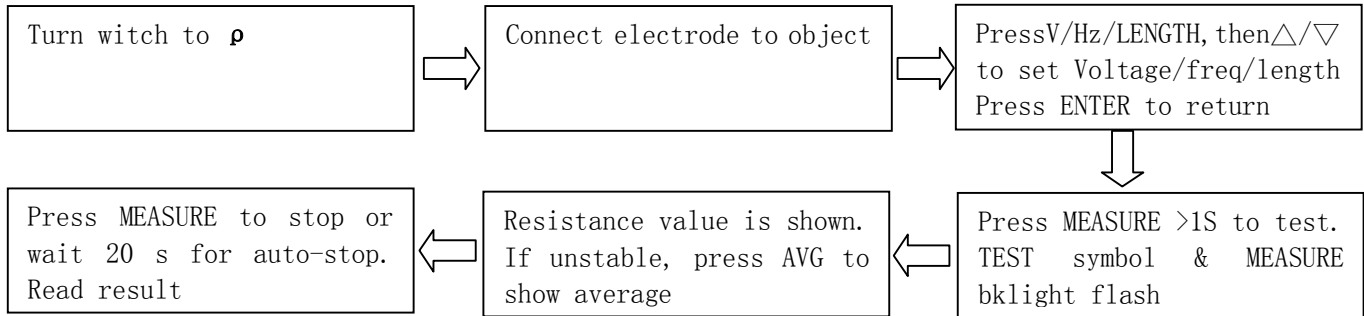 Turn witch to ρ
Connect electrode to object
PressV/Hz/LENGTH,then△/▽
to set Voltage/freq/length
Press ENTER to return
Press MEASURE >1S to test.
TEST symbol & MEASURE
bklight flash
Resistance value is shown.
If unstable, press AVG to
show average
Press MEASURE to stop or
wait 20 s for auto-stop.
Read result